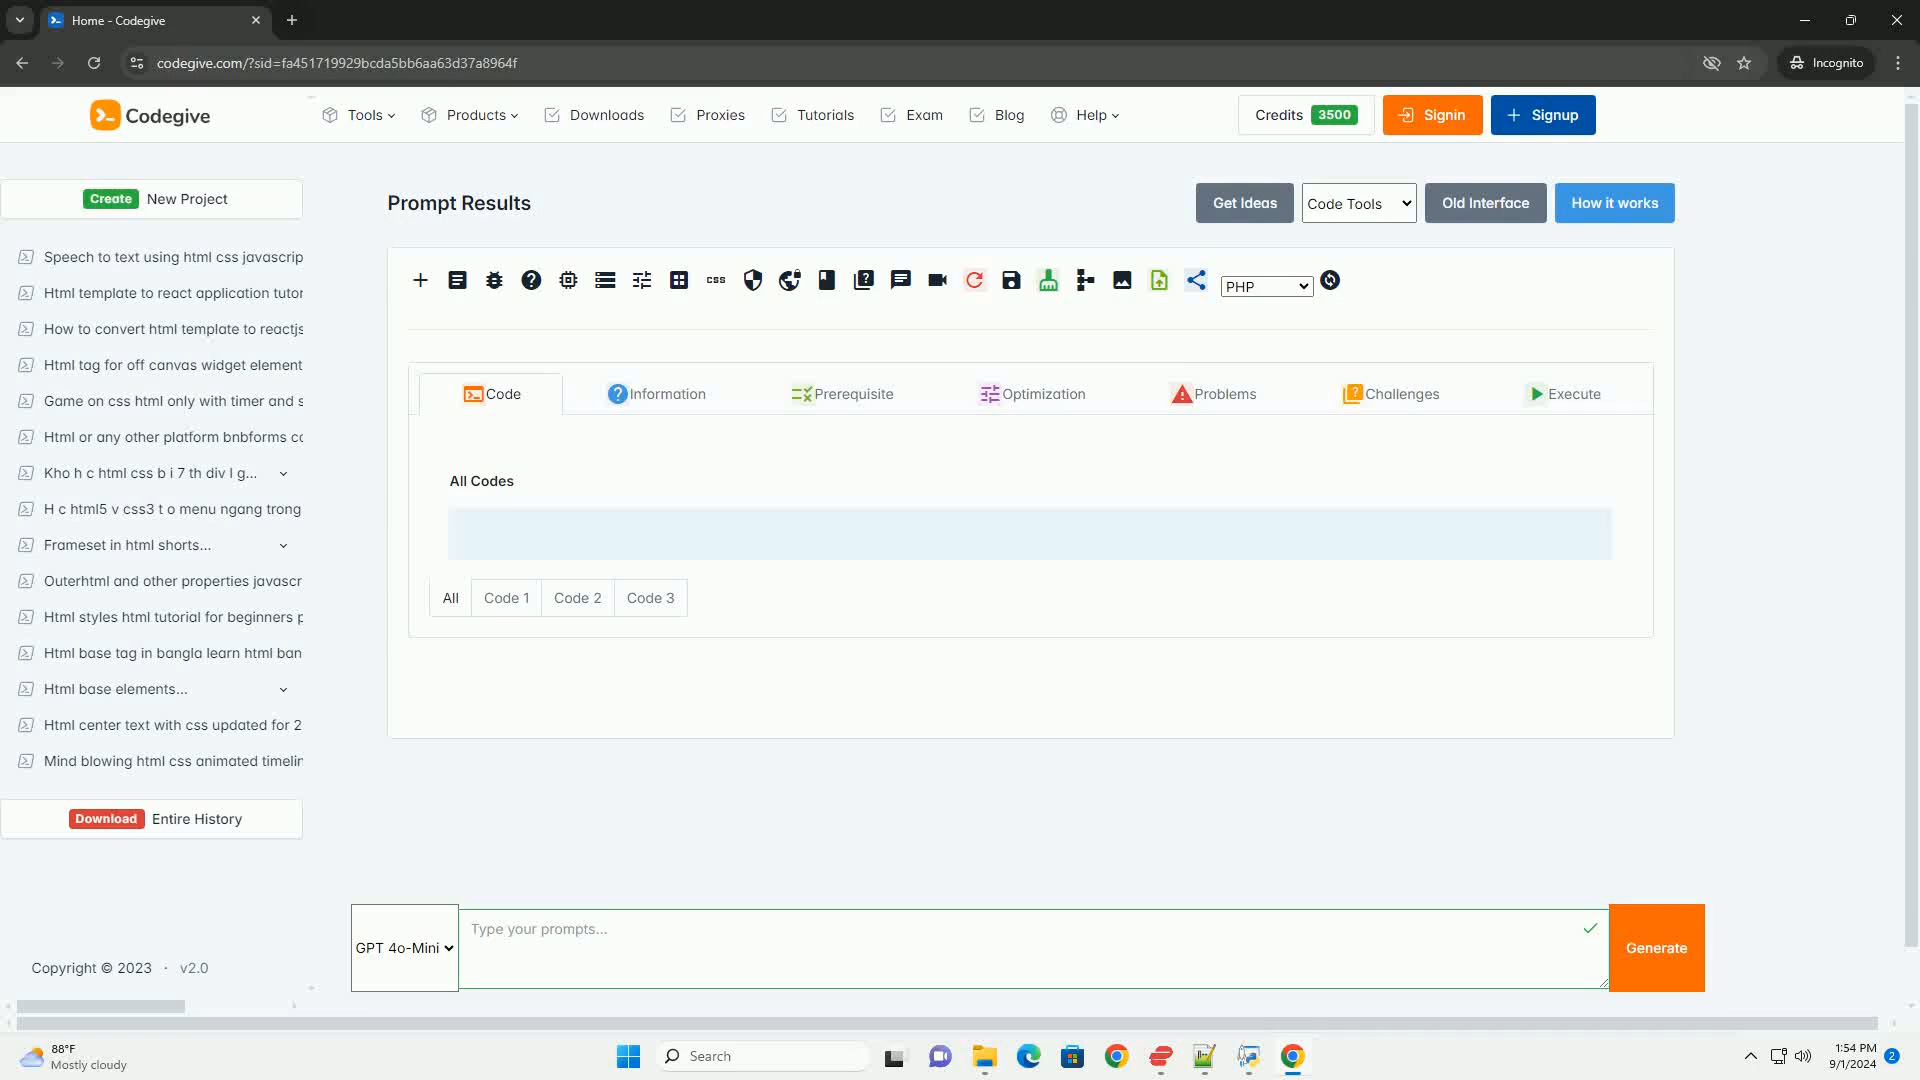 Home - Codegive
codegive.com/?sid=fa451719929bcda5bb6aa63d37a8964f
Incognito
Codegive
Tools
Products
Downloads
Proxies
Tutorials
Exam
Blog
Help
Credits 3500
Signin
Signup
Create New Project
Prompt Results
Get Ideas
Code Tools
Old Interface
How it works
Speech to text using html css javascrip
Html template to react application tutor
How to convert html template to reactjs
Html tag for off canvas widget element
Game on css html only with timer and s
Html or any other platform bnbforms cc
Kho h c html css b i 7 th div l g...
H c html5 v css3 t o menu ngang trong
Frameset in html shorts...
Outerhtml and other properties javascr
Html styles html tutorial for beginners p
Html base tag in bangla learn html ban
Html base elements...
Html center text with css updated for 2
Mind blowing html css animated timelin
Download Entire History
Copyright © 2023 · v2.0
CSS
PHP
Code
Information
Prerequisite
Optimization
Problems
Challenges
Execute
All Codes
All
Code 1
Code 2
Code 3
GPT 4o-Mini
Type your prompts...
Generate
88°F
Mostly cloudy
Search
1:54 PM
9/1/2024
2